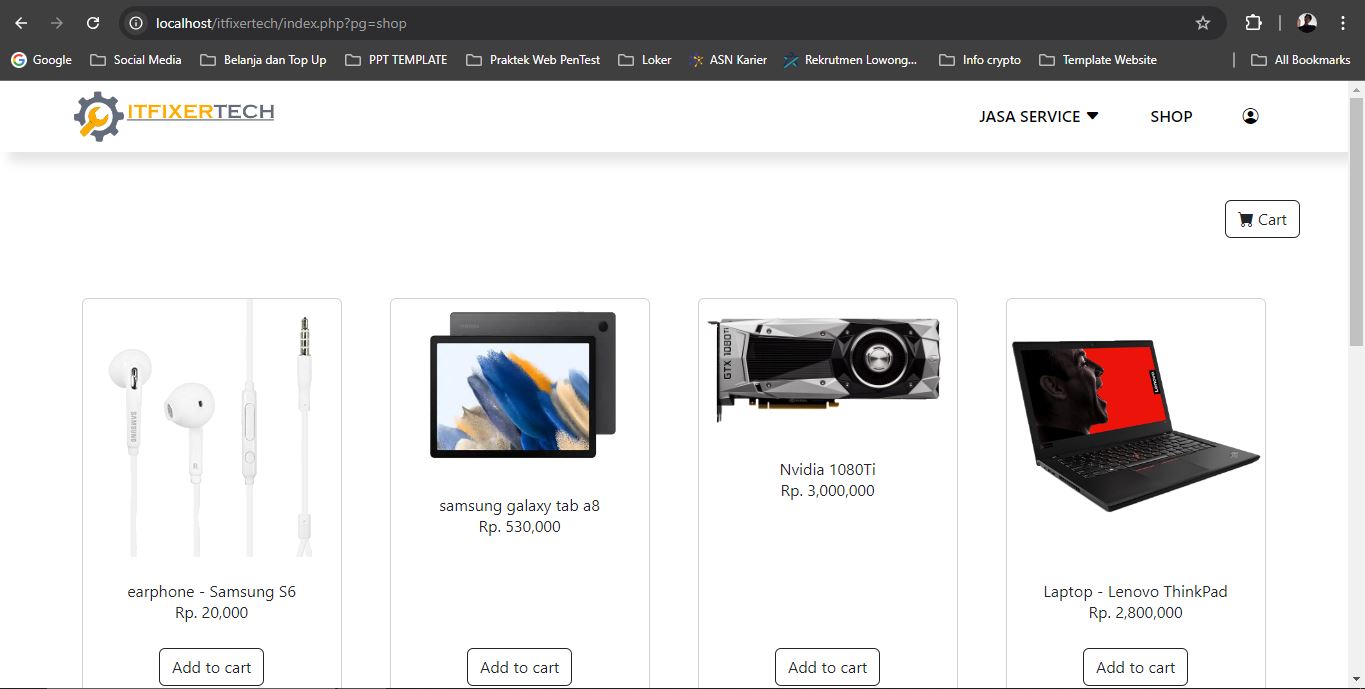 localhost/itfixertech/index.php?pg=shop
Google Social Media Belanja dan Top Up PPT TEMPLATE Praktek Web PenTest Loker ASN Karier Rekrutmen Lowong... Info crypto Template Website All Bookmarks
ITFIXERTECH JASA SERVICE SHOP
Cart
SAMSUNG
R
GTX 1080Ti
Lenovo
earphone - Samsung S6
Rp. 20,000
Add to cart
samsung galaxy tab a8
Rp. 530,000
Add to cart
Nvidia 1080Ti
Rp. 3,000,000
Add to cart
Laptop - Lenovo ThinkPad
Rp. 2,800,000
Add to cart